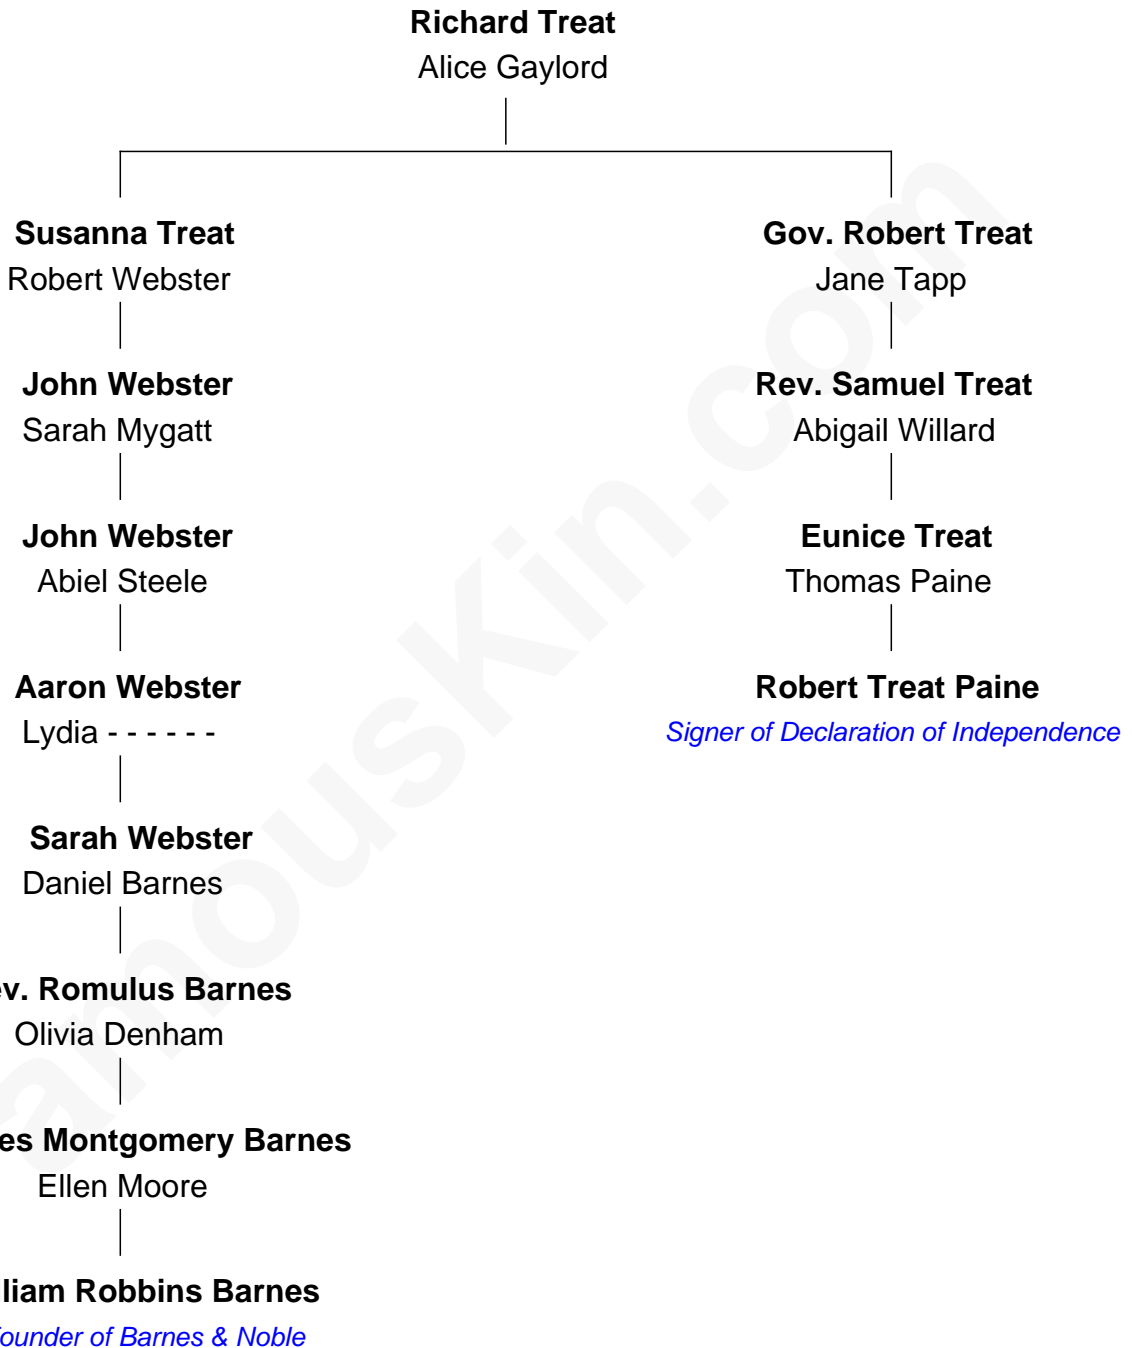 Richard Treat
Alice Gaylord
Susanna Treat
Gov. Robert Treat
Robert Webster
Jane Tapp
John Webster
Rev. Samuel Treat
Sarah Mygatt
Abigail Willard
John Webster
Eunice Treat
Abiel Steele
Thomas Paine
Aaron Webster
Robert Treat Paine
Lydia - - - - - -
Signer of Declaration of Independence
Sarah Webster
Daniel Barnes
ev. Romulus Barnes
Olivia Denham
es Montgomery Barnes
Ellen Moore
liam Robbins Barnes
ounder of Barnes & Noble
amousKin.com